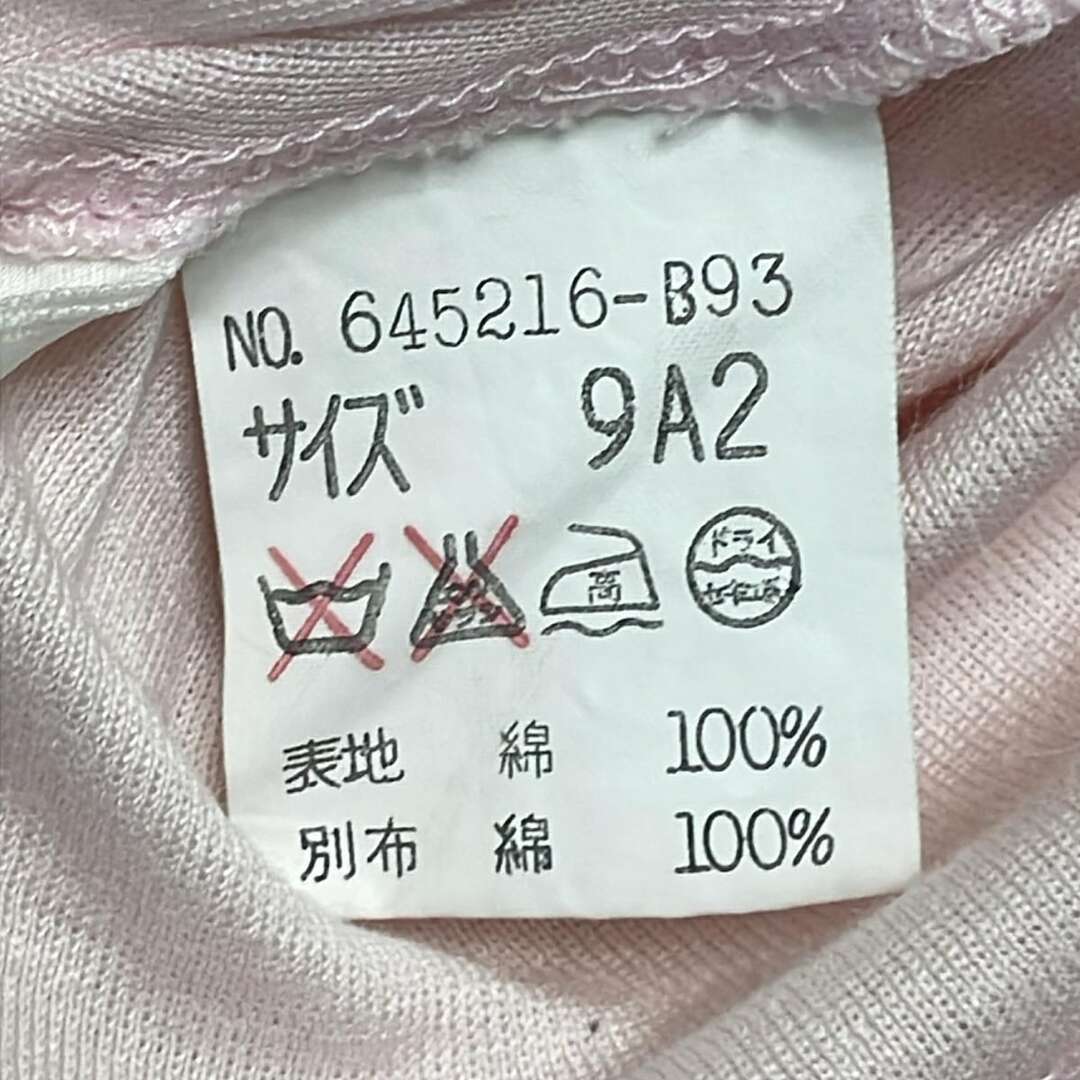 NO. 645216-B93
サイズ 9A2
高 ドライ
表地 綿 100%
別布 綿 100%